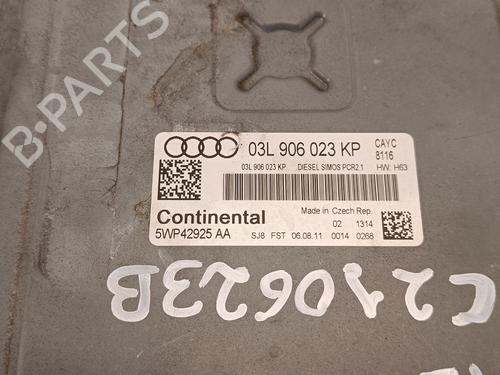 B-PARTS
03L 906 023 KP
CAYC
8116
03L 906 023 KP DIESEL SIMOS PCR2.1 HW: H63
Continental
Made in Czech Rep.
02 1314
5WP42925 AA SJ8 FST 06.08.11 0014 0268
C210623B